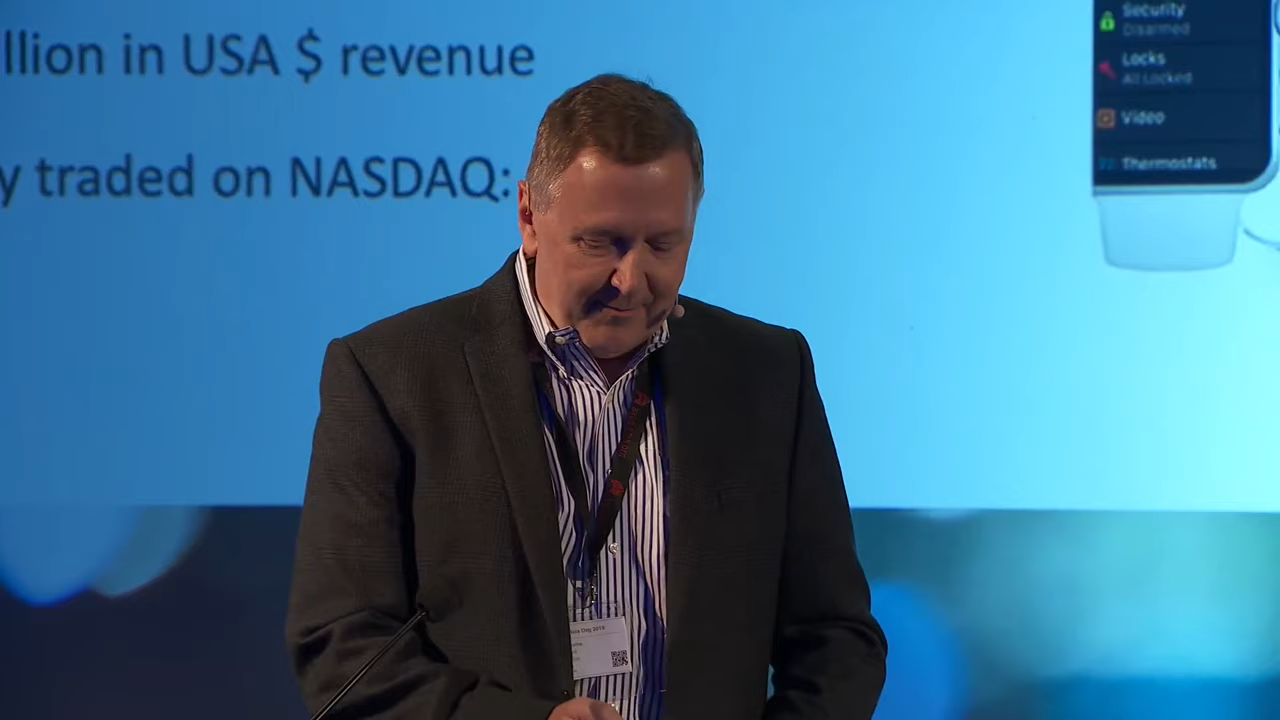 llion in USA $ revenue
y traded on NASDAQ:
Security
Disarmed
Locks
All Locked
Video
Thermostats